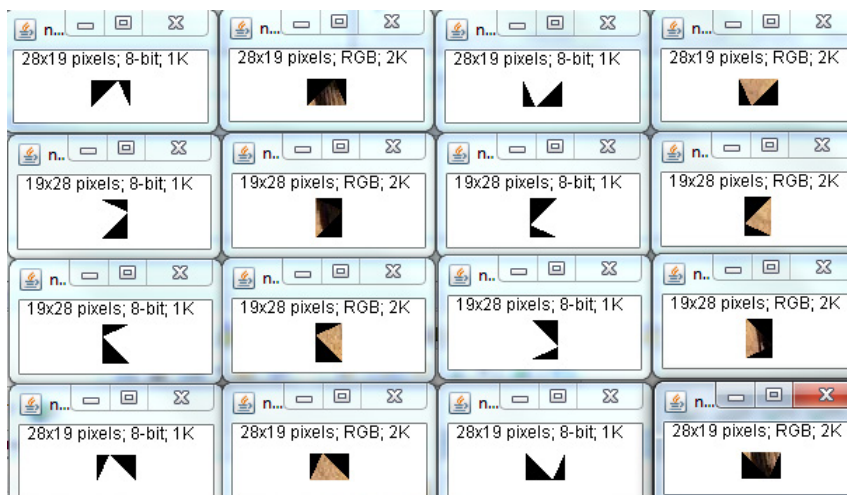 n... n... n... n...
28x19 pixels; 8-bit; 1K 28x19 pixels; RGB; 2K 28x19 pixels; 8-bit; 1K 28x19 pixels; RGB; 2K
n.. n.. n.. n..
19x28 pixels; 8-bit; 1K 19x28 pixels; RGB; 2K 19x28 pixels; 8-bit; 1K 19x28 pixels; RGB; 2K
n.. n.. n.. n..
19x28 pixels; 8-bit; 1K 19x28 pixels; RGB; 2K 19x28 pixels; 8-bit; 1K 19x28 pixels; RGB; 2K
n... n... n... n...
28x19 pixels; 8-bit; 1K 28x19 pixels; RGB; 2K 28x19 pixels; 8-bit; 1K 28x19 pixels; RGB; 2K